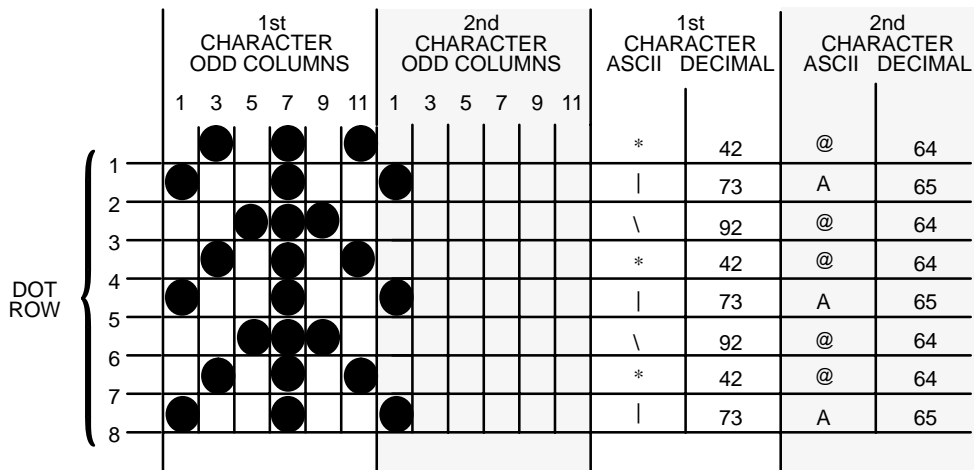 1st 2nd 1st 2nd
CHARACTER CHARACTER CHARACTER CHARACTER
ODD COLUMNS ODD COLUMNS ASCII DECIMAL ASCII DECIMAL
1 3 5 7 9 11 1 3 5 7 9 11
* 42 @ 64
1
| 73 A 65
2
\ 92 @ 64
3
* 42 @ 64
4
DOT
ROW
| 73 A 65
5
\ 92 @ 64
6
* 42 @ 64
7
| 73 A 65
8